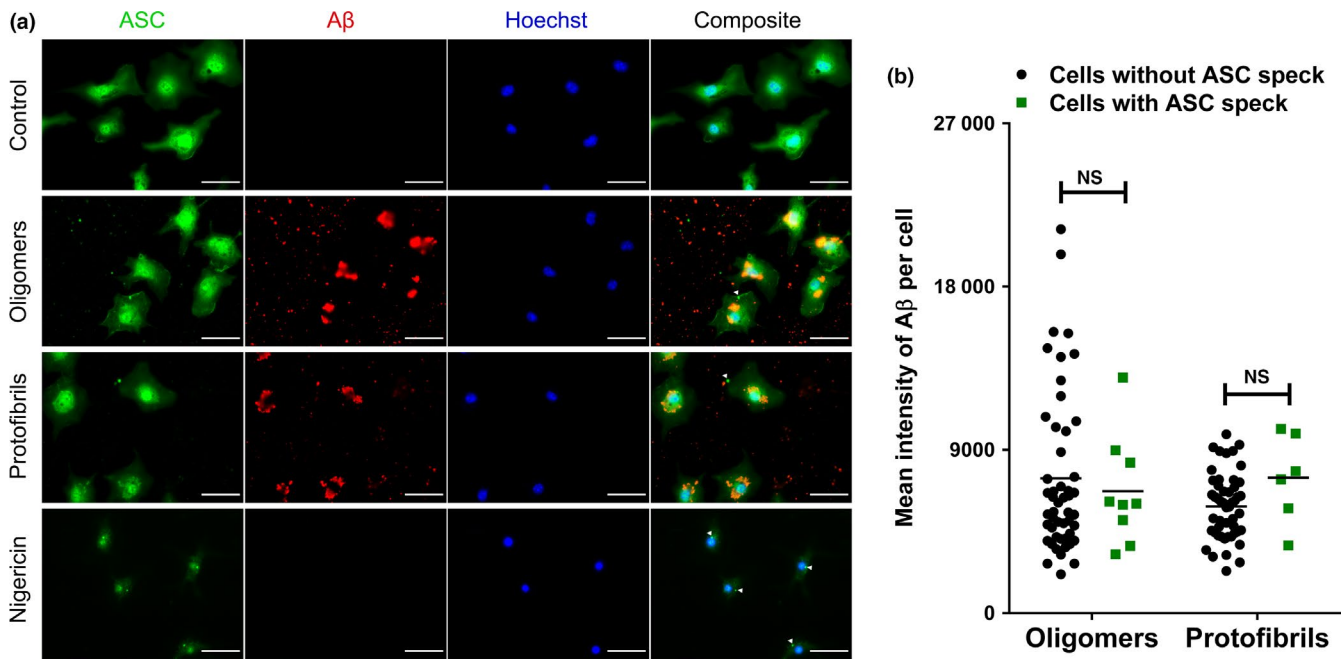 (a)
ASC Aβ Hoechst Composite
Control
Oligomers
Protofibrils
Nigericin
(b)
Cells without ASC speck
Cells with ASC speck
Mean intensity of Aβ per cell
27 000
18 000
9000
0
NS
NS
Oligomers Protofibrils